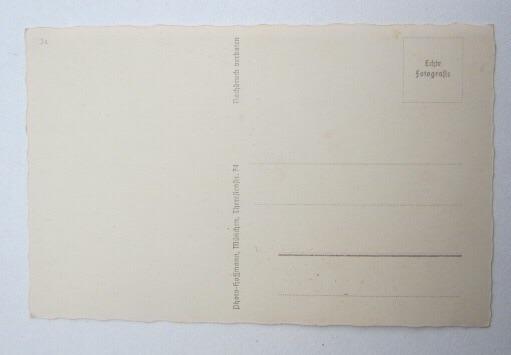 Echte
Fotografie
Nachdruck verboten
Photo-Hoffmann, München, Theresienstr. 74